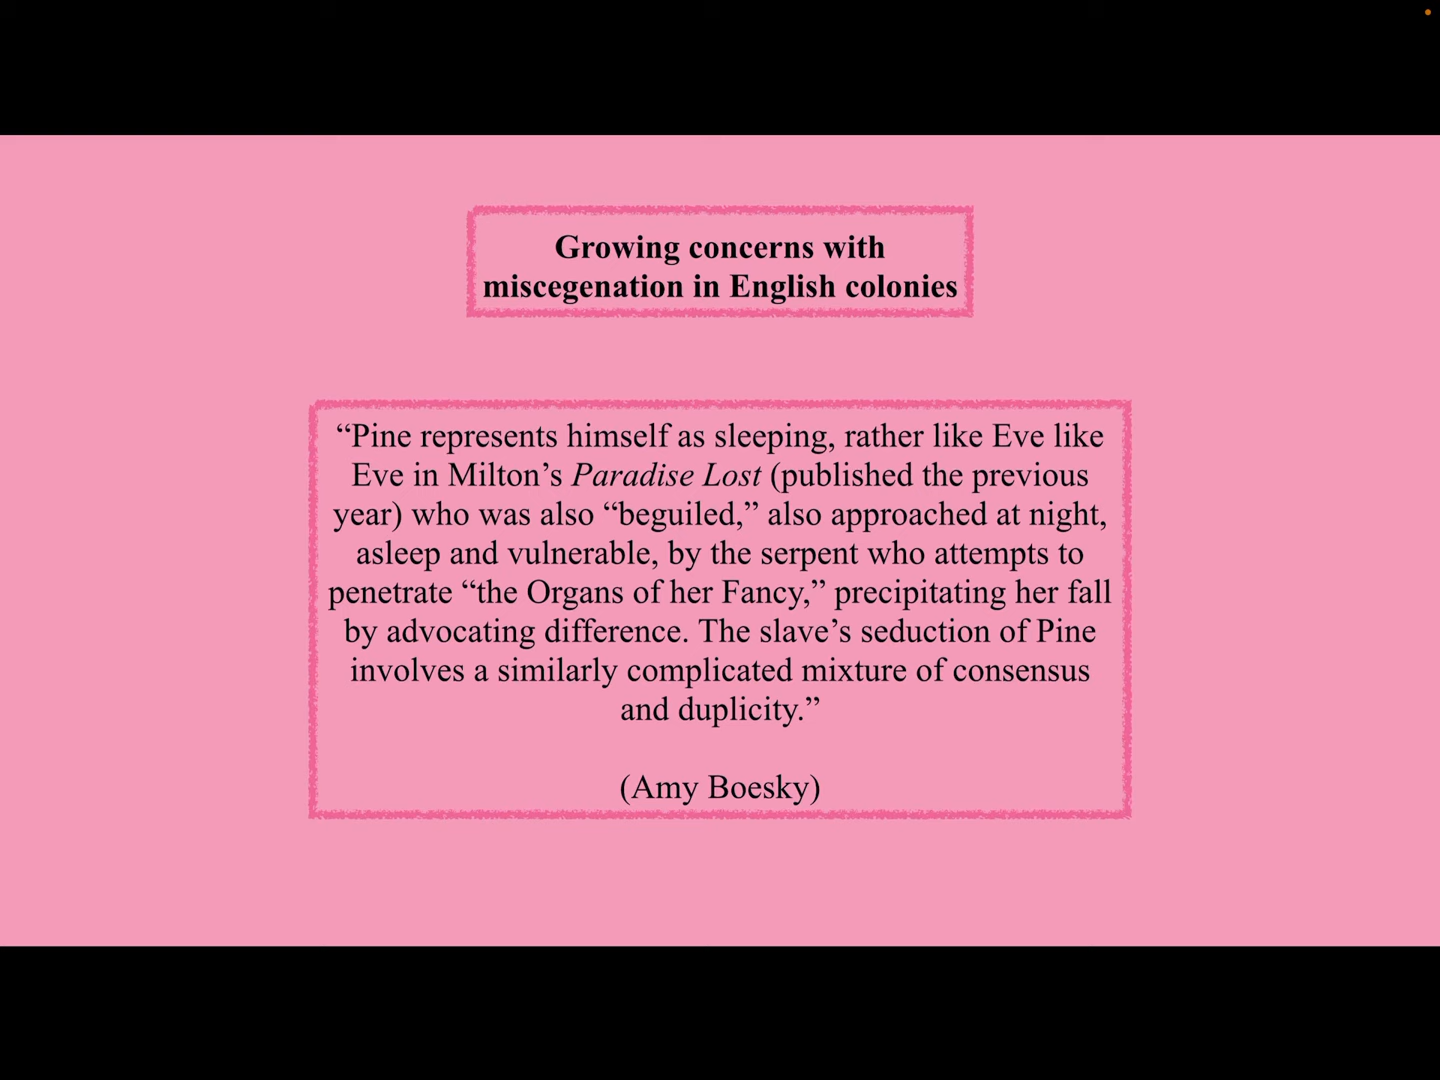 Growing concerns with
miscegenation in English colonies
“Pine represents himself as sleeping, rather like Eve like
Eve in Milton’s Paradise Lost (published the previous
year) who was also “beguiled,” also approached at night,
asleep and vulnerable, by the serpent who attempts to
penetrate “the Organs of her Fancy,” precipitating her fall
by advocating difference. The slave’s seduction of Pine
involves a similarly complicated mixture of consensus
and duplicity.”
(Amy Boesky)